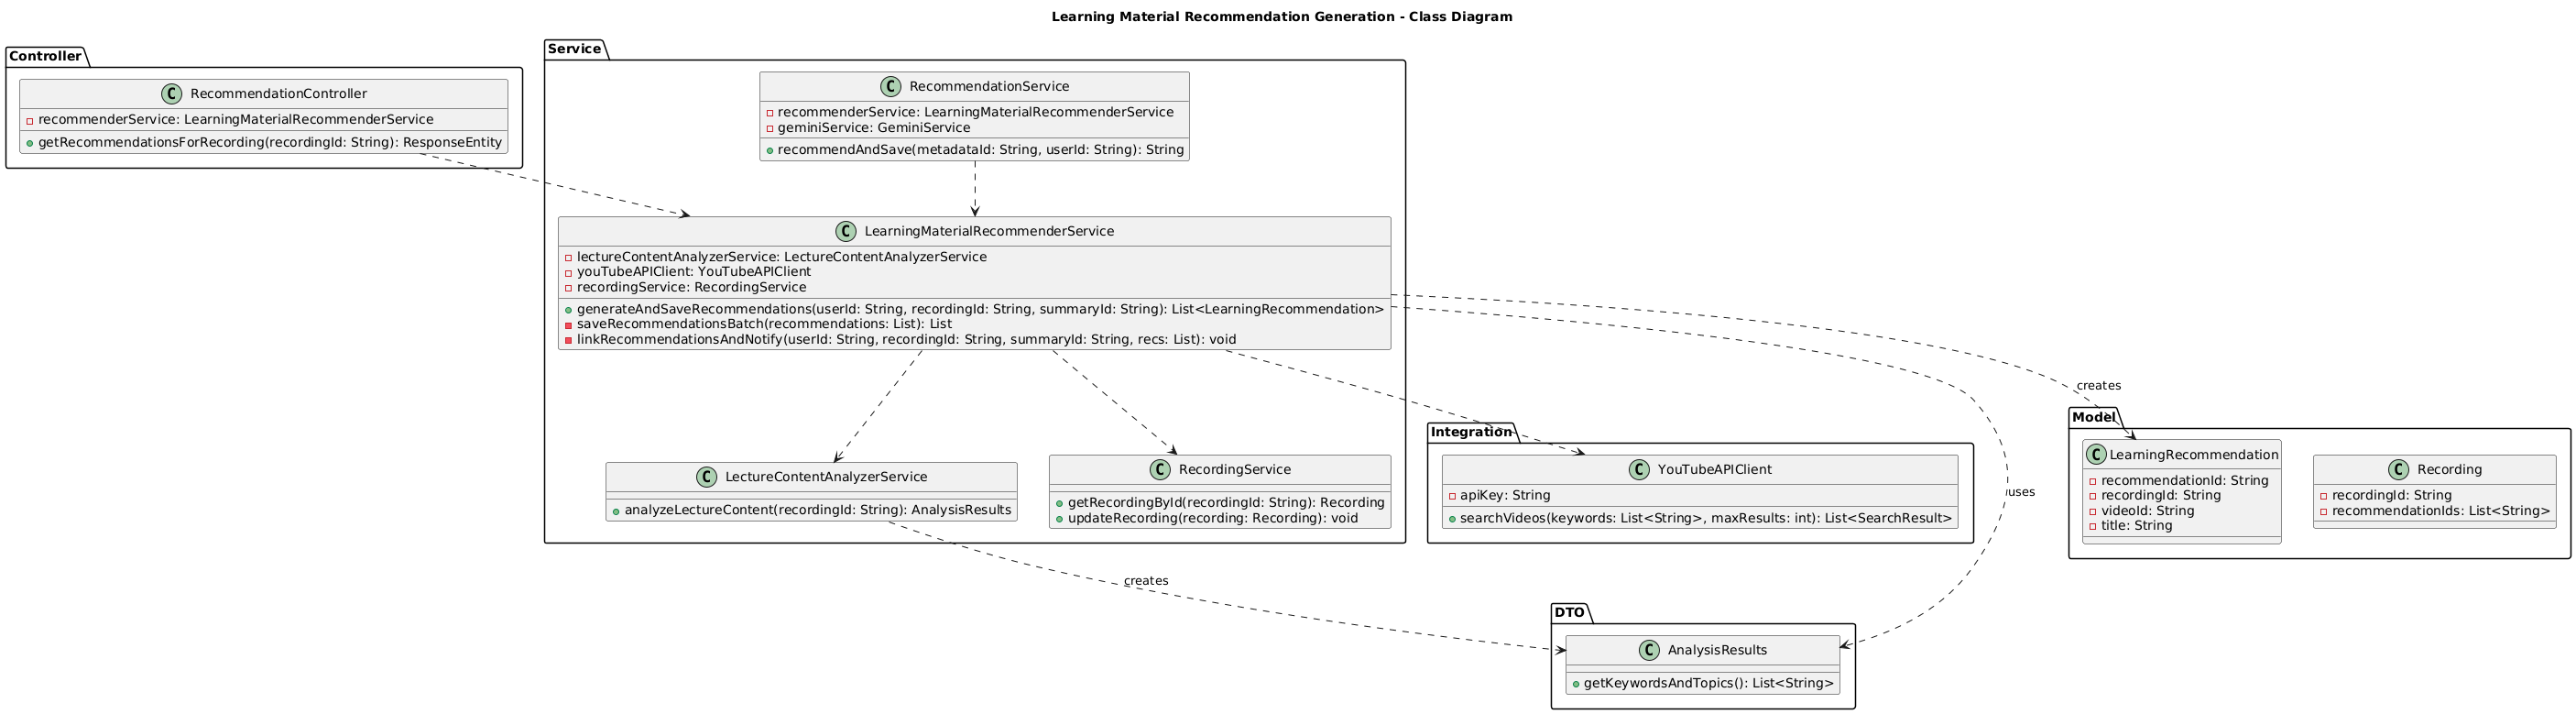 Learning Material Recommendation Generation - Class Diagram
Controller
C RecommendationController
recommenderService: LearningMaterialRecommenderService
getRecommendationsForRecording(recordingId: String): ResponseEntity
Service
C RecommendationService
recommenderService: LearningMaterialRecommenderService
geminiService: GeminiService
recommendAndSave(metadataId: String, userId: String): String
C LearningMaterialRecommenderService
lectureContentAnalyzerService: LectureContentAnalyzerService
youTubeAPIClient: YouTubeAPIClient
recordingService: RecordingService
generateAndSaveRecommendations(userId: String, recordingId: String, summaryId: String): List<LearningRecommendation>
saveRecommendationsBatch(recommendations: List): List
linkRecommendationsAndNotify(userId: String, recordingId: String, summaryId: String, recs: List): void
C LectureContentAnalyzerService
analyzeLectureContent(recordingId: String): AnalysisResults
C RecordingService
getRecordingById(recordingId: String): Recording
updateRecording(recording: Recording): void
Integration
C YouTubeAPIClient
apiKey: String
searchVideos(keywords: List<String>, maxResults: int): List<SearchResult>
creates
uses
Model
C LearningRecommendation
recommendationId: String
recordingId: String
videoId: String
title: String
C Recording
recordingId: String
recommendationIds: List<String>
creates
DTO
C AnalysisResults
getKeywordsAndTopics(): List<String>